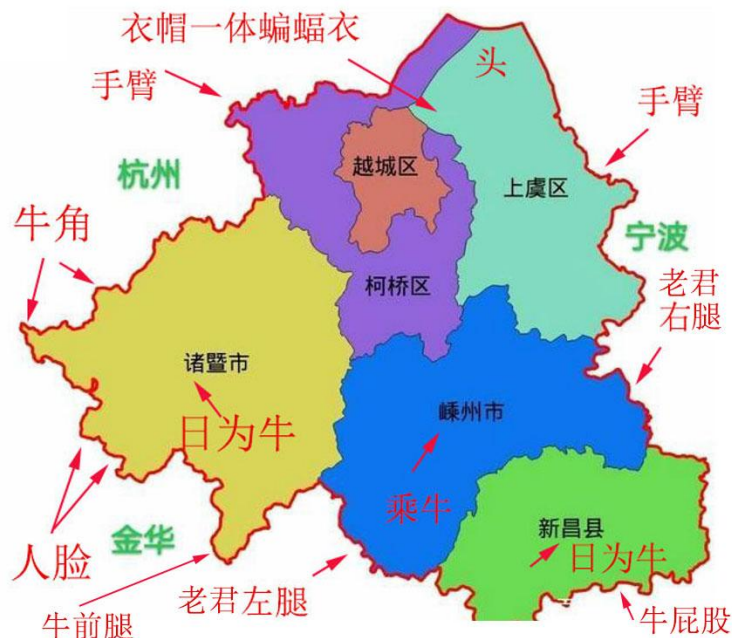 衣帽一体蝙蝠衣
头
手臂
手臂
越城区
杭州
上虞区
牛角
宁波
柯桥区
老君
右腿
诸暨市
日为牛
嵊州市
乘牛
新昌县
日为牛
金华
人脸
老君左腿
牛前腿
牛屁股